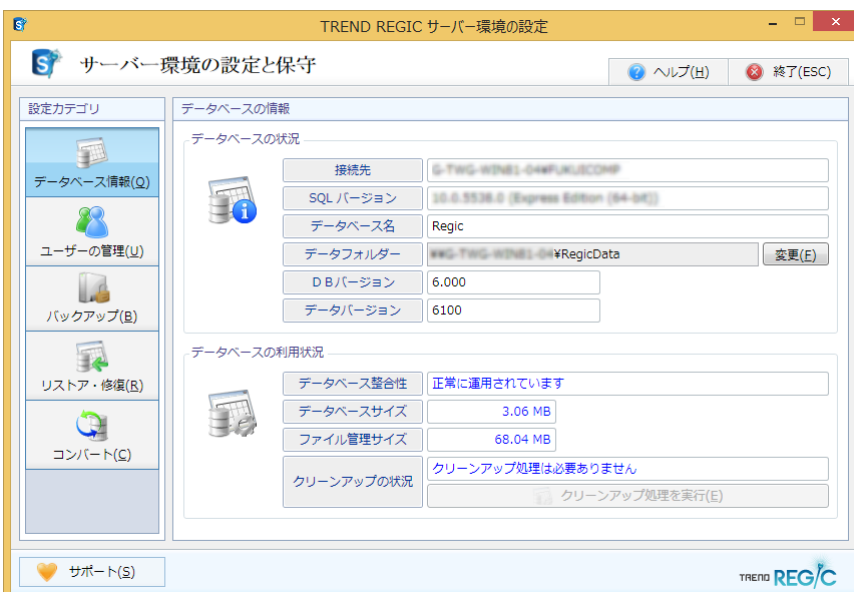 TREND REGIC サーバー環境の設定
サーバー環境の設定と保守
ヘルプ(H)
終了(ESC)
設定カテゴリ
データベース情報(Q)
ユーザーの管理(U)
バックアップ(B)
リストア・修復(R)
コンバート(C)
データベースの情報
データベースの状況
接続先
SQL バージョン
データベース名
Regic
データフォルダー
¥RegicData
変更(F)
DBバージョン
6.000
データバージョン
6100
データベースの利用状況
データベース整合性
正常に運用されています
データベースサイズ
3.06 MB
ファイル管理サイズ
68.04 MB
クリーンアップの状況
クリーンアップ処理は必要ありません
クリーンアップ処理を実行(E)
サポート(S)
TREND REGIC